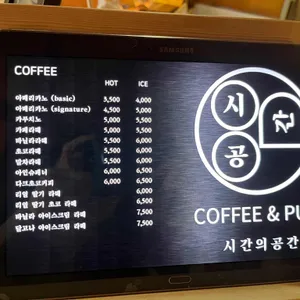 SAMSUNG
COFFEE
HOT ICE
아메리카노 (basic) 3,500 4,000
아메리카노 (signature) 4,500 5,000
카푸치노 5,000 5,500
카페라떼 5,000 5,500
바닐라라떼 5,500 6,000
초코라떼 5,500 6,000
말차라떼 5,500 6,000
아인슈페너 6,000 6,500
다크초코커피 6,000 6,500
리얼 딸기 라떼 6,000
리얼 딸기 초코 라떼 6,500
바닐라 아이스크림 라떼 7,500
달고나 아이스크림 라떼 7,500
시 간
공
COFFEE & PU
시간의공간